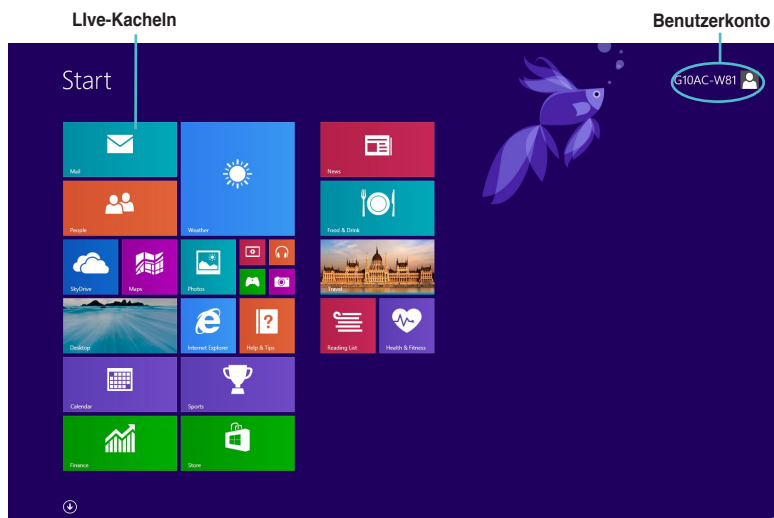 LIve-Kacheln
Benutzerkonto
Start
G10AC-W81
Mail
People
Weather
SkyDrive
Maps
Photos
Desktop
Internet Explorer
Help & Tips
Calendar
Sports
Finance
Store
News
Food & Drink
Travel
Reading List
Health & Fitness